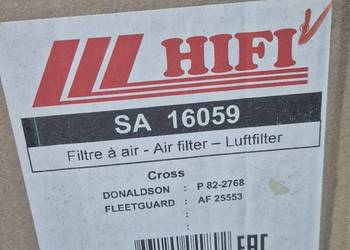 HIFI
SA 16059
Filtre à air - Air filter – Luftfilter
Cross
DONALDSON : P 82-2768
FLEETGUARD : AF 25553
:
EAC